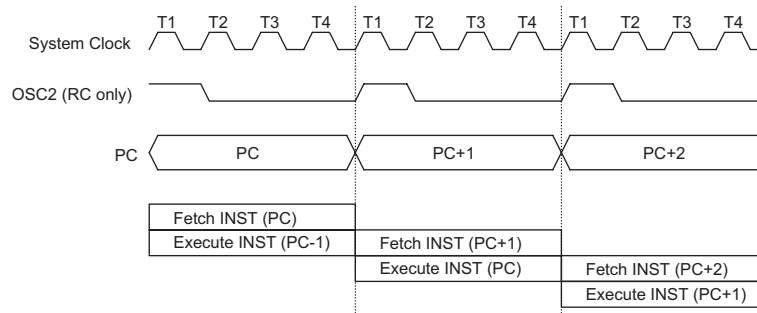 T1 T2 T3 T4 T1 T2 T3 T4 T1 T2 T3 T4
System Clock
OSC2 (RC only)
PC PC PC+1 PC+2
Fetch INST (PC)
Execute INST (PC-1) Fetch INST (PC+1)
Execute INST (PC) Fetch INST (PC+2)
Execute INST (PC+1)